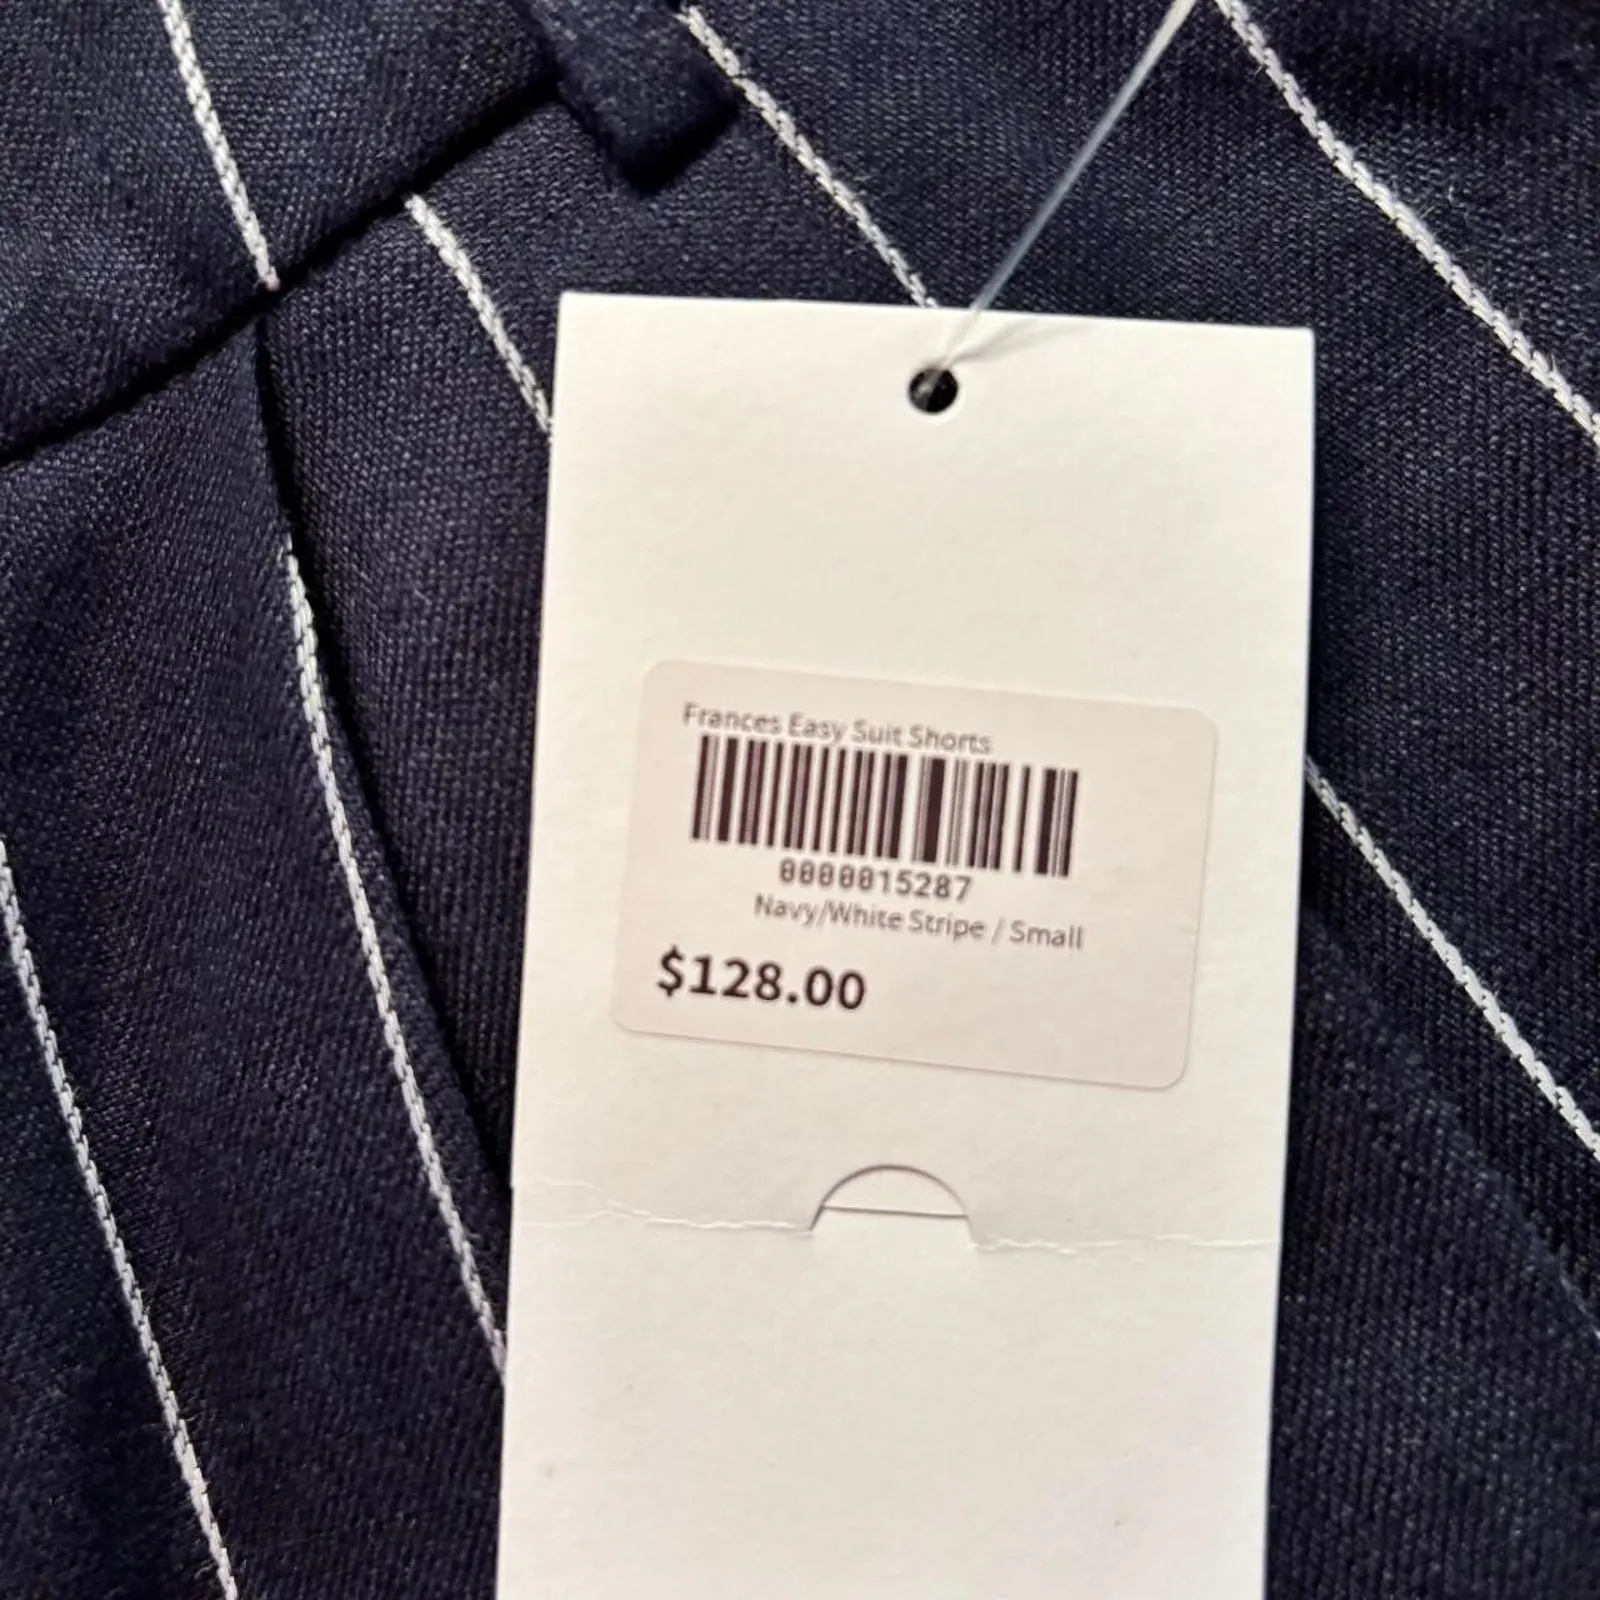 Frances Easy Suit Shorts
0000015287
Navy/White Stripe / Small
$128.00